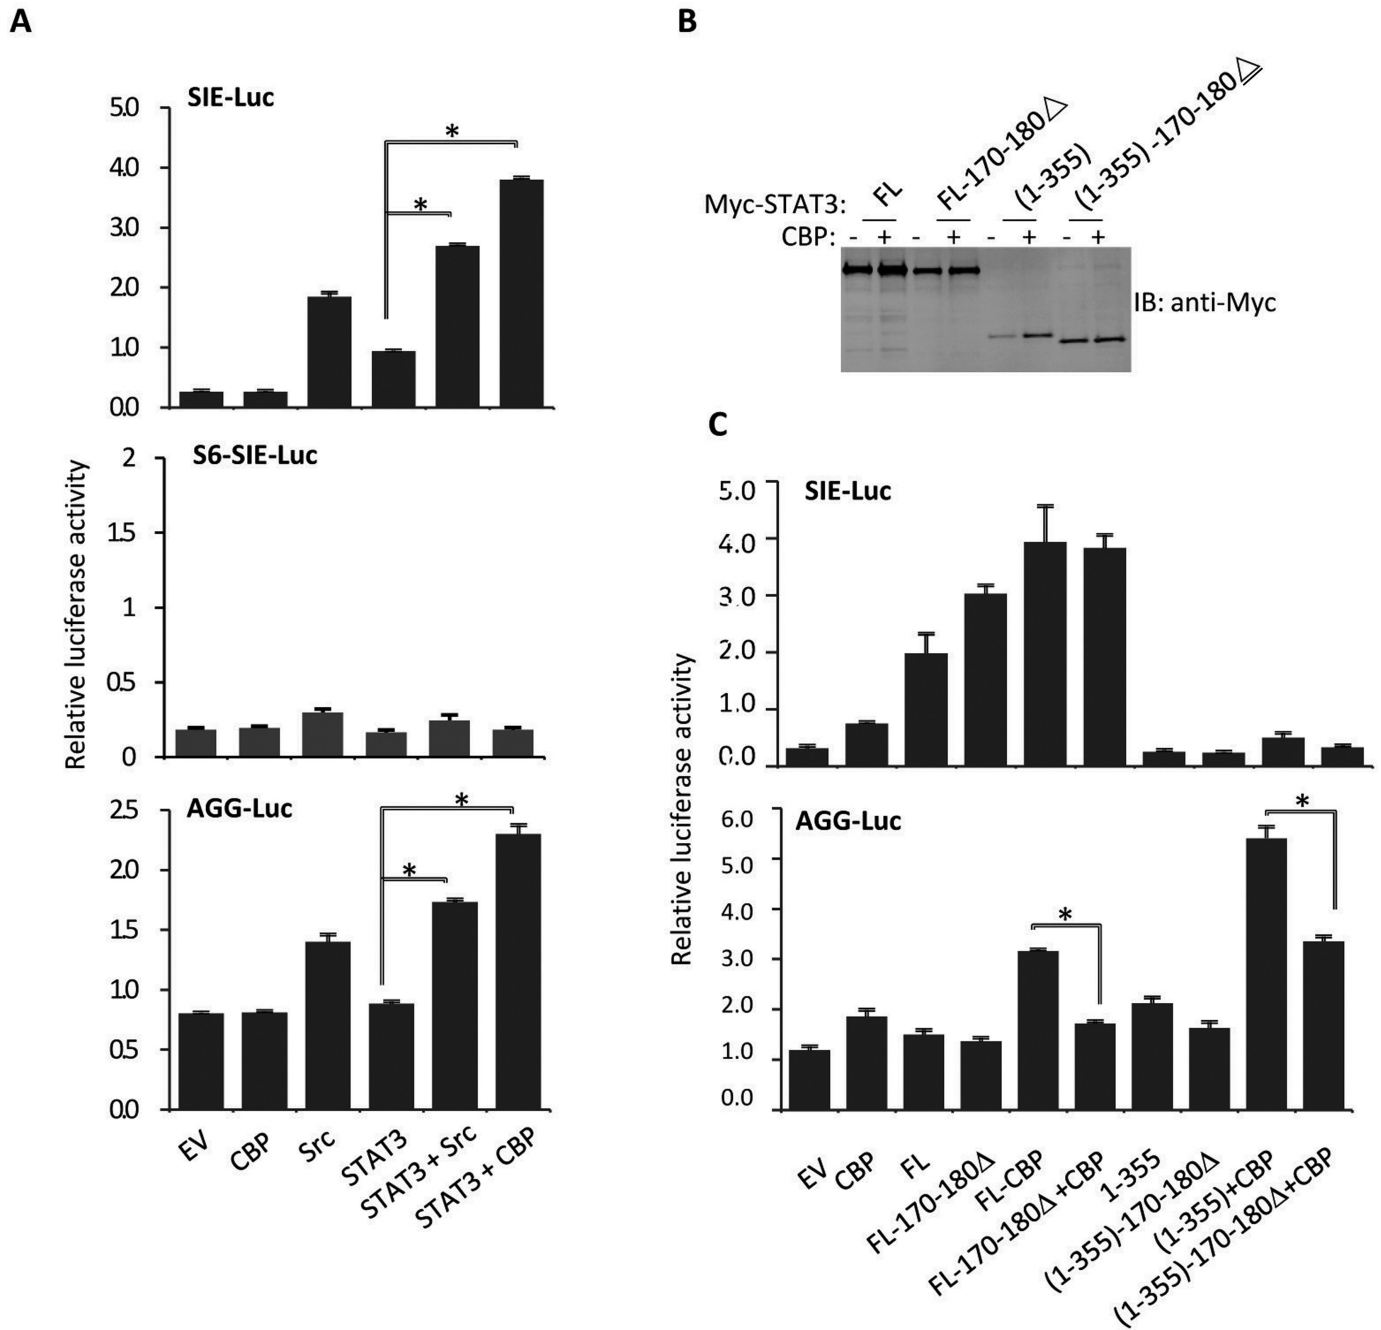 A
SIE-Luc
5.0
4.0
3.0
2.0
1.0
0.0
*
*
S6-SIE-Luc
2
1.5
1
0.5
0
AGG-Luc
2.5
2.0
1.5
1.0
0.5
0.0
*
*
Relative luciferase activity
EV
CBP
Src
STAT3
STAT3 + Src
STAT3 + CBP
B
Myc-STAT3:
FL
FL-170-180△
(1-355)
(1-355) -170-180△
CBP: - + - + - + - +
IB: anti-Myc
C
SIE-Luc
5.0
4.0
3.0
2.0
1.0
0.0
AGG-Luc
6.0
5.0
4.0
3.0
2.0
1.0
0.0
*
*
Relative luciferase activity
EV
CBP
FL
FL-170-180Δ
FL-CBP
FL-170-180Δ+CBP
1-355
(1-355)-170-180Δ
(1-355)+CBP
(1-355)-170-180Δ+CBP